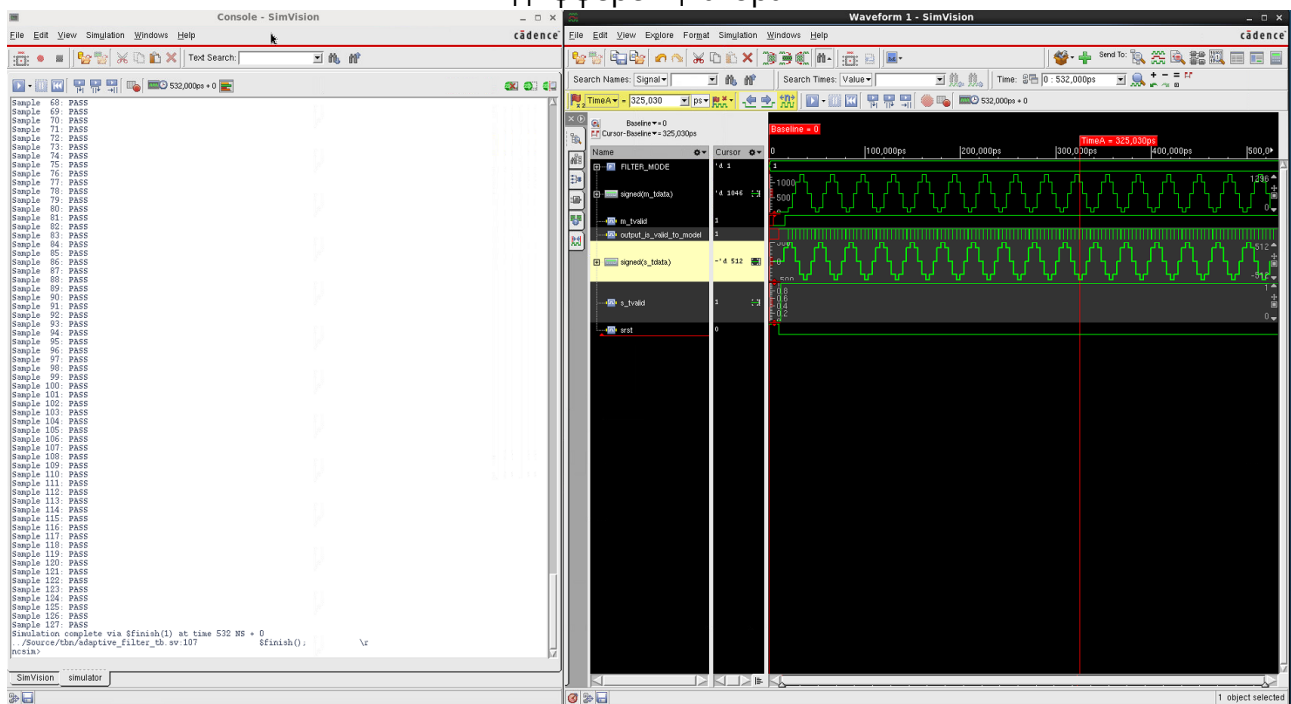 Console - SimVision
File Edit View Simulation Windows Help
cādence
Text Search:
532,000ps + 0
Sample 68: PASS
Sample 69: PASS
Sample 70: PASS
Sample 71: PASS
Sample 72: PASS
Sample 73: PASS
Sample 74: PASS
Sample 75: PASS
Sample 76: PASS
Sample 77: PASS
Sample 78: PASS
Sample 79: PASS
Sample 80: PASS
Sample 81: PASS
Sample 82: PASS
Sample 83: PASS
Sample 84: PASS
Sample 85: PASS
Sample 86: PASS
Sample 87: PASS
Sample 88: PASS
Sample 89: PASS
Sample 90: PASS
Sample 91: PASS
Sample 92: PASS
Sample 93: PASS
Sample 94: PASS
Sample 95: PASS
Sample 96: PASS
Sample 97: PASS
Sample 98: PASS
Sample 99: PASS
Sample 100: PASS
Sample 101: PASS
Sample 102: PASS
Sample 103: PASS
Sample 104: PASS
Sample 105: PASS
Sample 106: PASS
Sample 107: PASS
Sample 108: PASS
Sample 109: PASS
Sample 110: PASS
Sample 111: PASS
Sample 112: PASS
Sample 113: PASS
Sample 114: PASS
Sample 115: PASS
Sample 116: PASS
Sample 117: PASS
Sample 118: PASS
Sample 119: PASS
Sample 120: PASS
Sample 121: PASS
Sample 122: PASS
Sample 123: PASS
Sample 124: PASS
Sample 125: PASS
Sample 126: PASS
Sample 127: PASS
Simulation complete via $finish(1) at time 532 NS + 0
../Source/tbn/adaptive_filter_tb.sv:107 $finish(); \r
ncsim>
SimVision simulator
Waveform 1 - SimVision
File Edit View Explore Format Simulation Windows Help
cādence
Send To:
Search Names: Signal
Search Times: Value
Time: 0 : 532,000ps
TimeA = 325,030 ps
532,000ps + 0
Baseline = 0
Cursor-Baseline = 325,030ps
Baseline = 0
TimeA = 325,030ps
Name Cursor
0 100,000ps 200,000ps 300,000ps 400,000ps 500,0
FILTER_MODE 'd 1 1
signed(m_tdata) 'd 1046
1000
500
0
m_tvalid 1
output_is_valid_to_model 1
signed(s_tdata) -'d 512
512
0
s_tvalid 1
0.8
0.6
0.4
0.2
1
0
srst 0
1 object selected